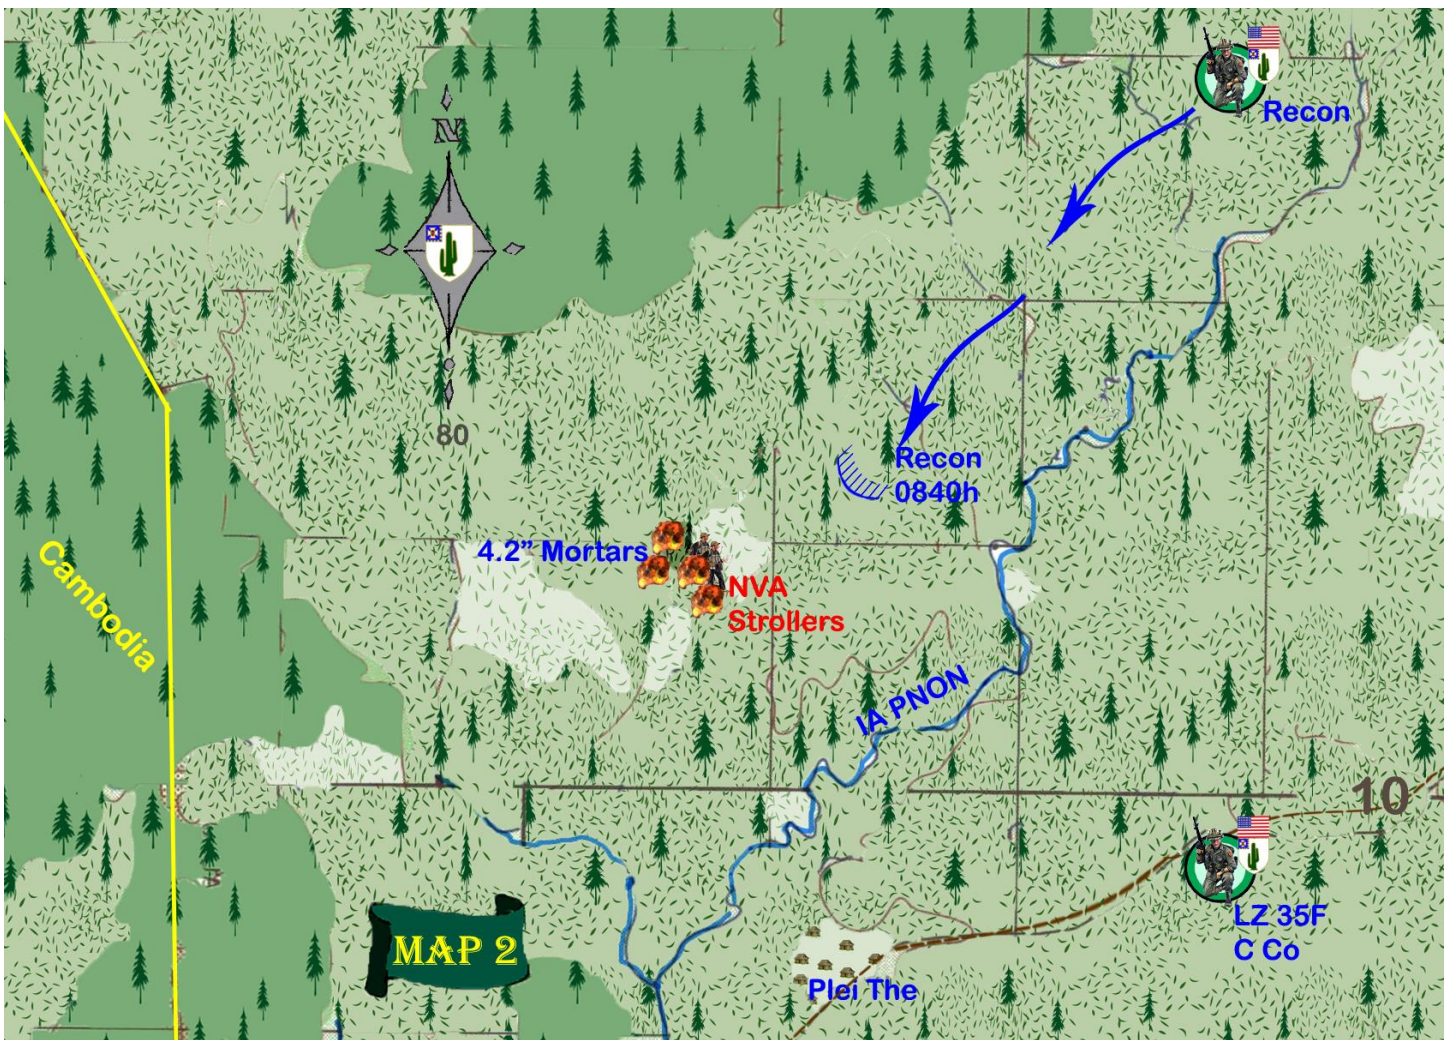 Recon
N
80
Recon
0840h
4.2” Mortars
NVA
Strollers
Cambodia
IA PNON
10
LZ 35F
C Co
MAP 2
Plei The